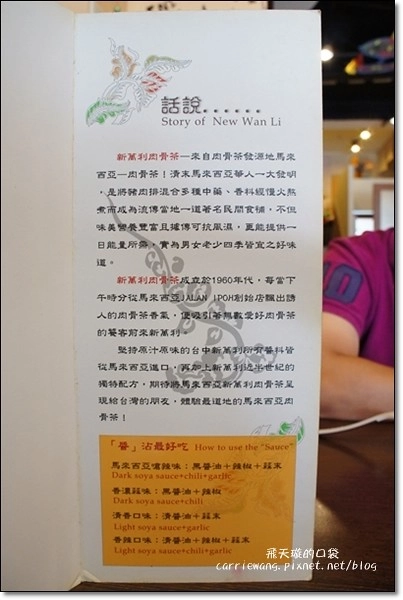 話說......
Story of New Wan Li
新萬利肉骨茶—來自肉骨茶發源地馬來
西亞—肉骨茶!清末馬來西亞華人一大發明
,是將豬肉排混合多種中藥、香料經慢火熬
煮而成為流傳當地一道著名民間食補,不但
味美營養豐富且據傳可抗風濕,更能提供一
日能量所需,實為男女老少四季皆宜之好味
道。
新萬利肉骨茶成立於1960年代,每當下
午時分從馬來西亞JALAN IPOH創始店飄出誘
人的肉骨茶香氣,便吸引著無數愛好肉骨茶
的饕客前來新萬利。
堅持原汁原味的台中新萬利所有醬料皆
從馬來西亞進口,再加上新萬利近半世紀的
獨特配方,期待將馬來西亞新萬利肉骨茶呈
現給台灣的朋友,體驗最道地的馬來西亞肉
骨茶!
「醬」沾最好吃 How to use the "Sauce"
馬來西亞嗆辣味:黑醬油+辣椒+蒜末
Dark soya sauce+chili+garlic
香濃蒜味:黑醬油+辣椒
Dark soya sauce+chili
清香口味:清醬油+蒜末
Light soya sauce+garlic
香辣口味:清醬油+辣椒+蒜末
Light soya sauce+chili+garlic
飛天璇的口袋
carriewang.pixnet.net/blog